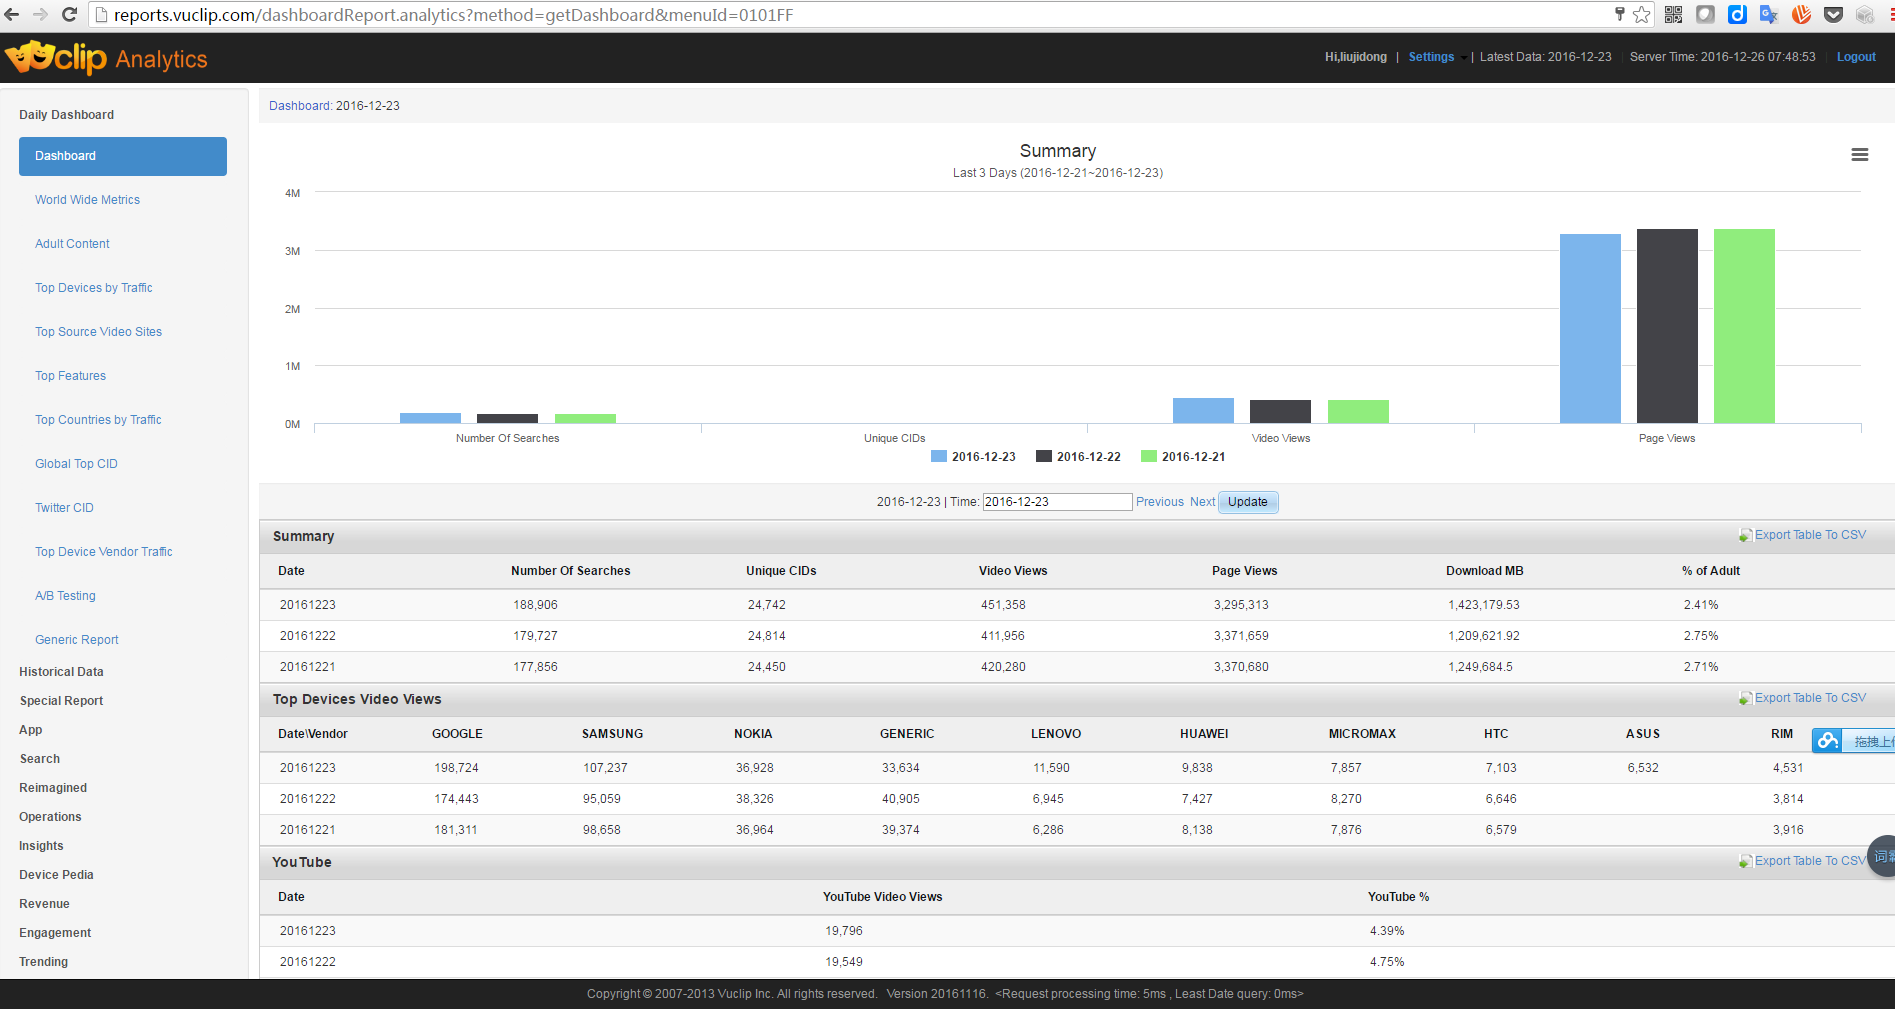 reports.vuclip.com/dashboardReport.analytics?method=getDashboard&menuId=0101FF
vuclip Analytics
Hi,liujidong | Settings | Latest Data: 2016-12-23 | Server Time: 2016-12-26 07:48:53 | Logout
Daily Dashboard
Dashboard
World Wide Metrics
Adult Content
Top Devices by Traffic
Top Source Video Sites
Top Features
Top Countries by Traffic
Global Top CID
Twitter CID
Top Device Vendor Traffic
A/B Testing
Generic Report
Historical Data
Special Report
App
Search
Reimagined
Operations
Insights
Device Pedia
Revenue
Engagement
Trending
Dashboard: 2016-12-23
Summary
Last 3 Days (2016-12-21~2016-12-23)
4M
3M
2M
1M
0M
Number Of Searches Unique CIDs Video Views Page Views
2016-12-23 2016-12-22 2016-12-21
2016-12-23 | Time: 2016-12-23 Previous Next Update
Summary Export Table To CSV
Date Number Of Searches Unique CIDs Video Views Page Views Download MB % of Adult
20161223 188,906 24,742 451,358 3,295,313 1,423,179.53 2.41%
20161222 179,727 24,814 411,956 3,371,659 1,209,621.92 2.75%
20161221 177,856 24,450 420,280 3,370,680 1,249,684.5 2.71%
Top Devices Video Views Export Table To CSV
Date\Vendor GOOGLE SAMSUNG NOKIA GENERIC LENOVO HUAWEI MICROMAX HTC ASUS RIM
拖拽上
20161223 198,724 107,237 36,928 33,634 11,590 9,838 7,857 7,103 6,532 4,531
20161222 174,443 95,059 38,326 40,905 6,945 7,427 8,270 6,646 3,814
20161221 181,311 98,658 36,964 39,374 6,286 8,138 7,876 6,579 3,916
YouTube Export Table To CSV
词
Date YouTube Video Views YouTube %
20161223 19,796 4.39%
20161222 19,549 4.75%
Copyright © 2007-2013 Vuclip Inc. All rights reserved. Version 20161116. <Request processing time: 5ms , Least Date query: 0ms>